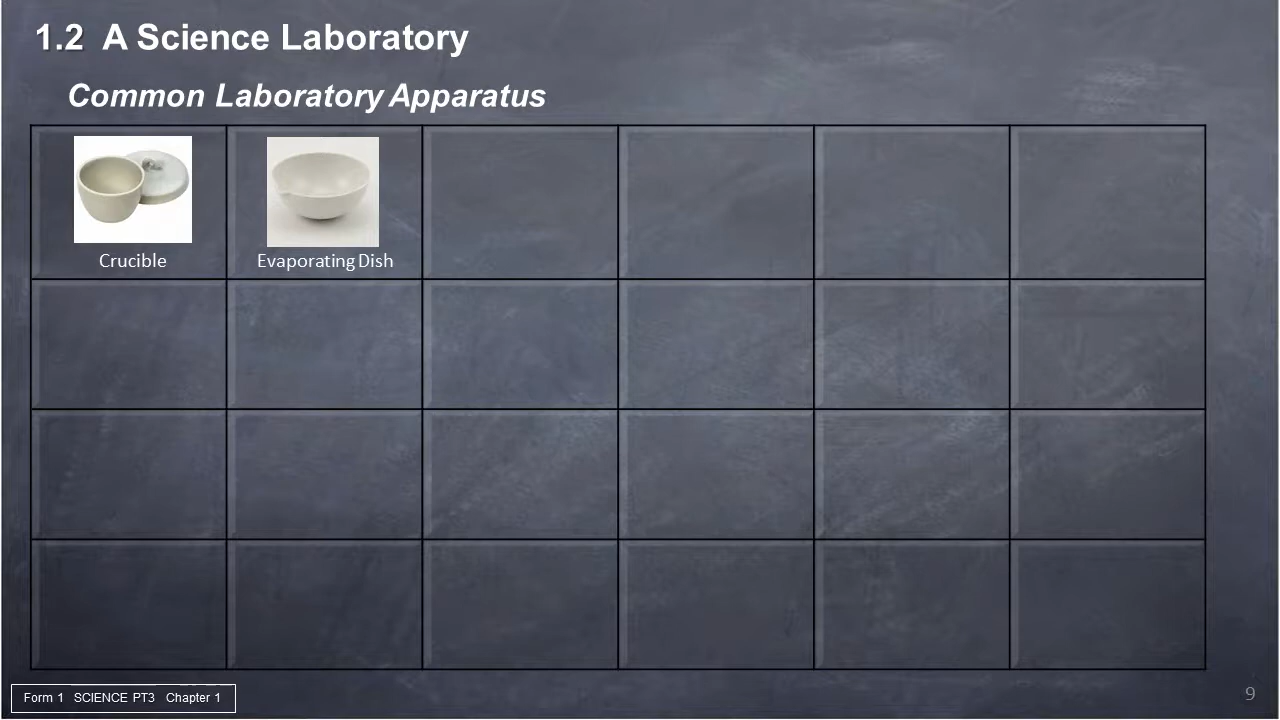 1.2 A Science Laboratory
Common Laboratory Apparatus
Crucible
Evaporating Dish
Form 1 SCIENCE PT3 Chapter 1
9